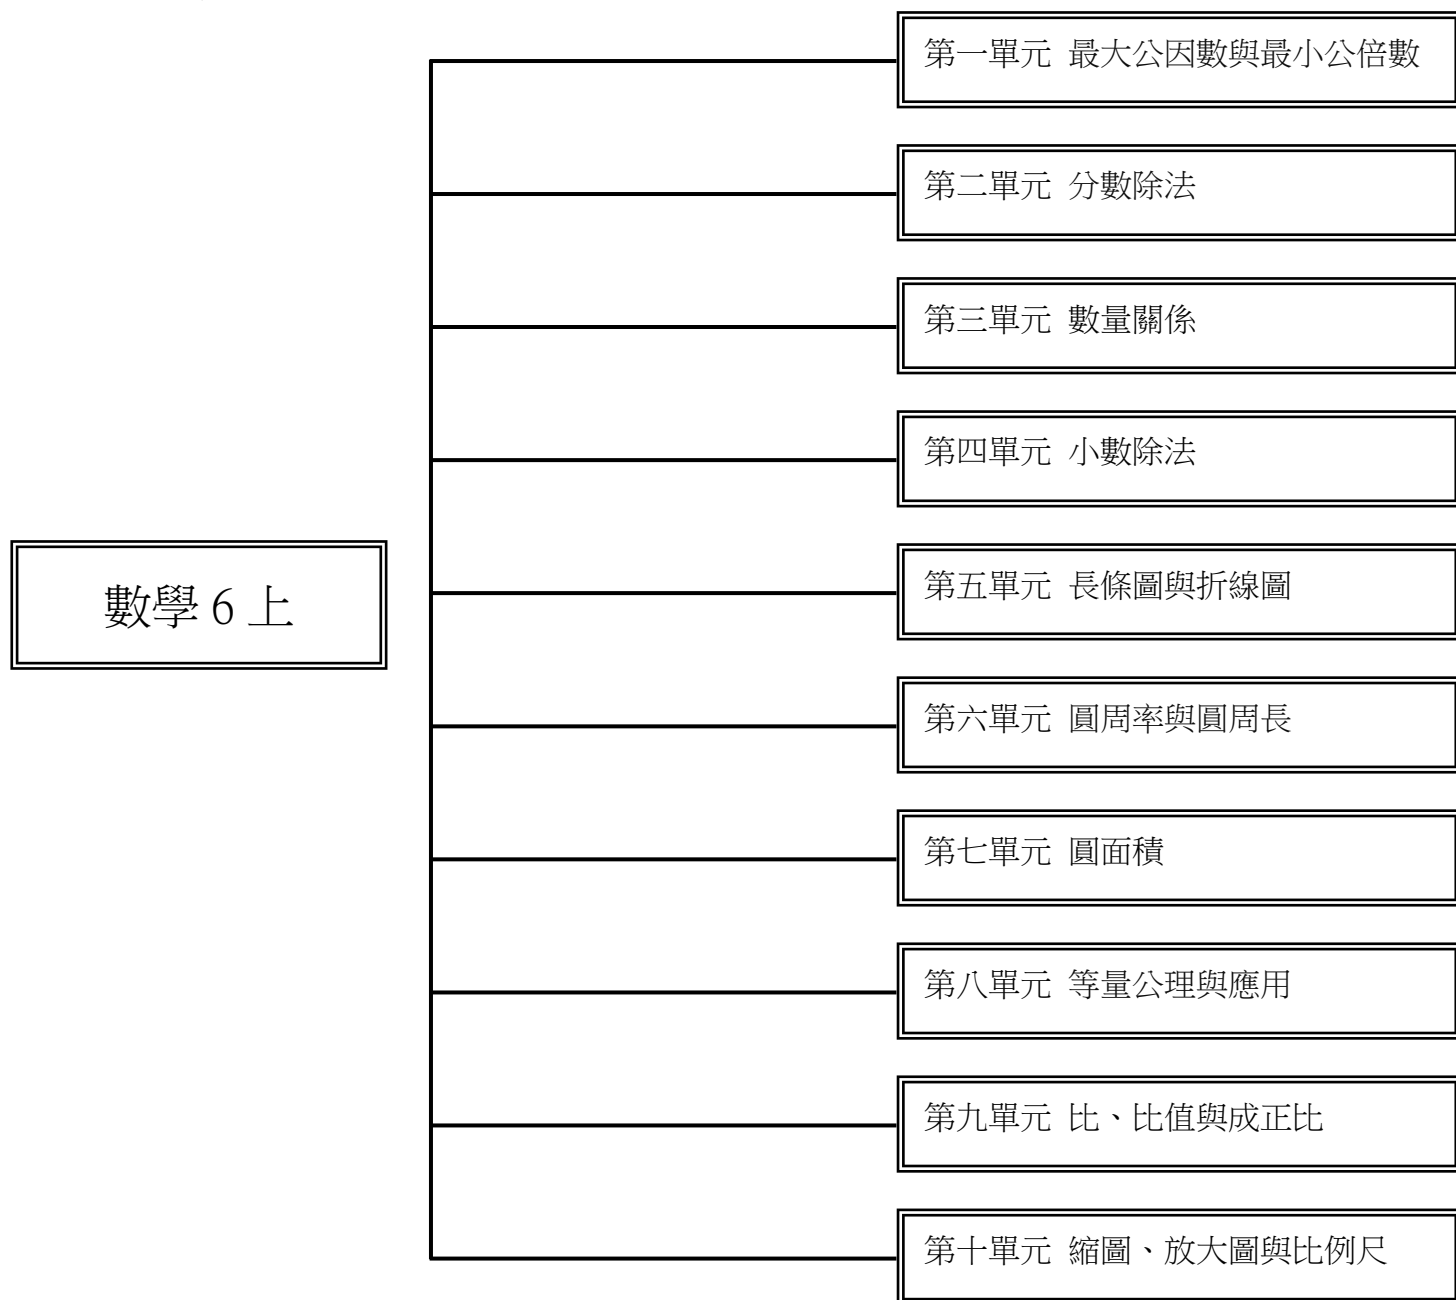 第一單元 最大公因數與最小公倍數
第二單元 分數除法
第三單元 數量關係
第四單元 小數除法
第五單元 長條圖與折線圖
數學 6 上
第六單元 圓周率與圓周長
第七單元 圓面積
第八單元 等量公理與應用
第九單元 比、比值與成正比
第十單元 縮圖、放大圖與比例尺